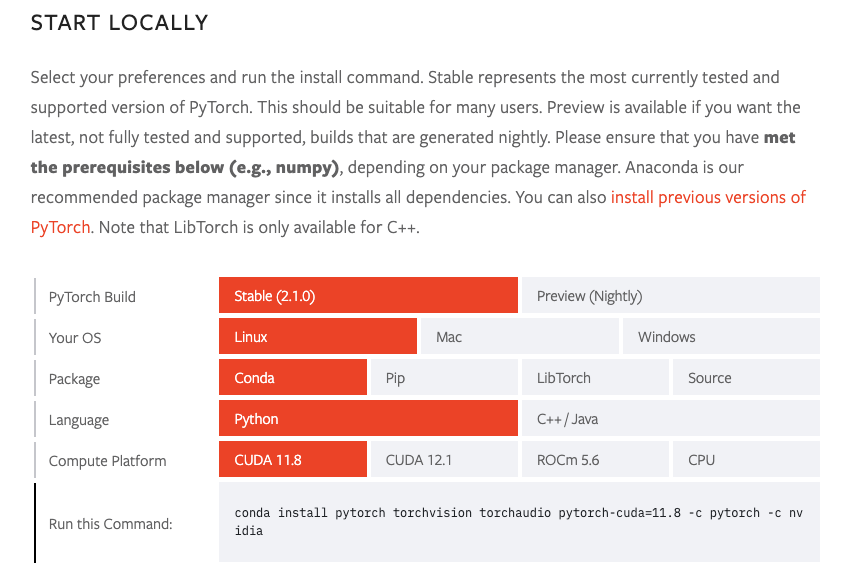 START LOCALLY
Select your preferences and run the install command. Stable represents the most currently tested and
supported version of PyTorch. This should be suitable for many users. Preview is available if you want the
latest, not fully tested and supported, builds that are generated nightly. Please ensure that you have met
the prerequisites below (e.g., numpy), depending on your package manager. Anaconda is our
recommended package manager since it installs all dependencies. You can also install previous versions of
PyTorch. Note that LibTorch is only available for C++.
PyTorch Build Stable (2.1.0) Preview (Nightly)
Your OS Linux Mac Windows
Package Conda Pip LibTorch Source
Language Python C++ / Java
Compute Platform CUDA 11.8 CUDA 12.1 ROCm 5.6 CPU
Run this Command: conda install pytorch torchvision torchaudio pytorch-cuda=11.8 -c pytorch -c nv
idia